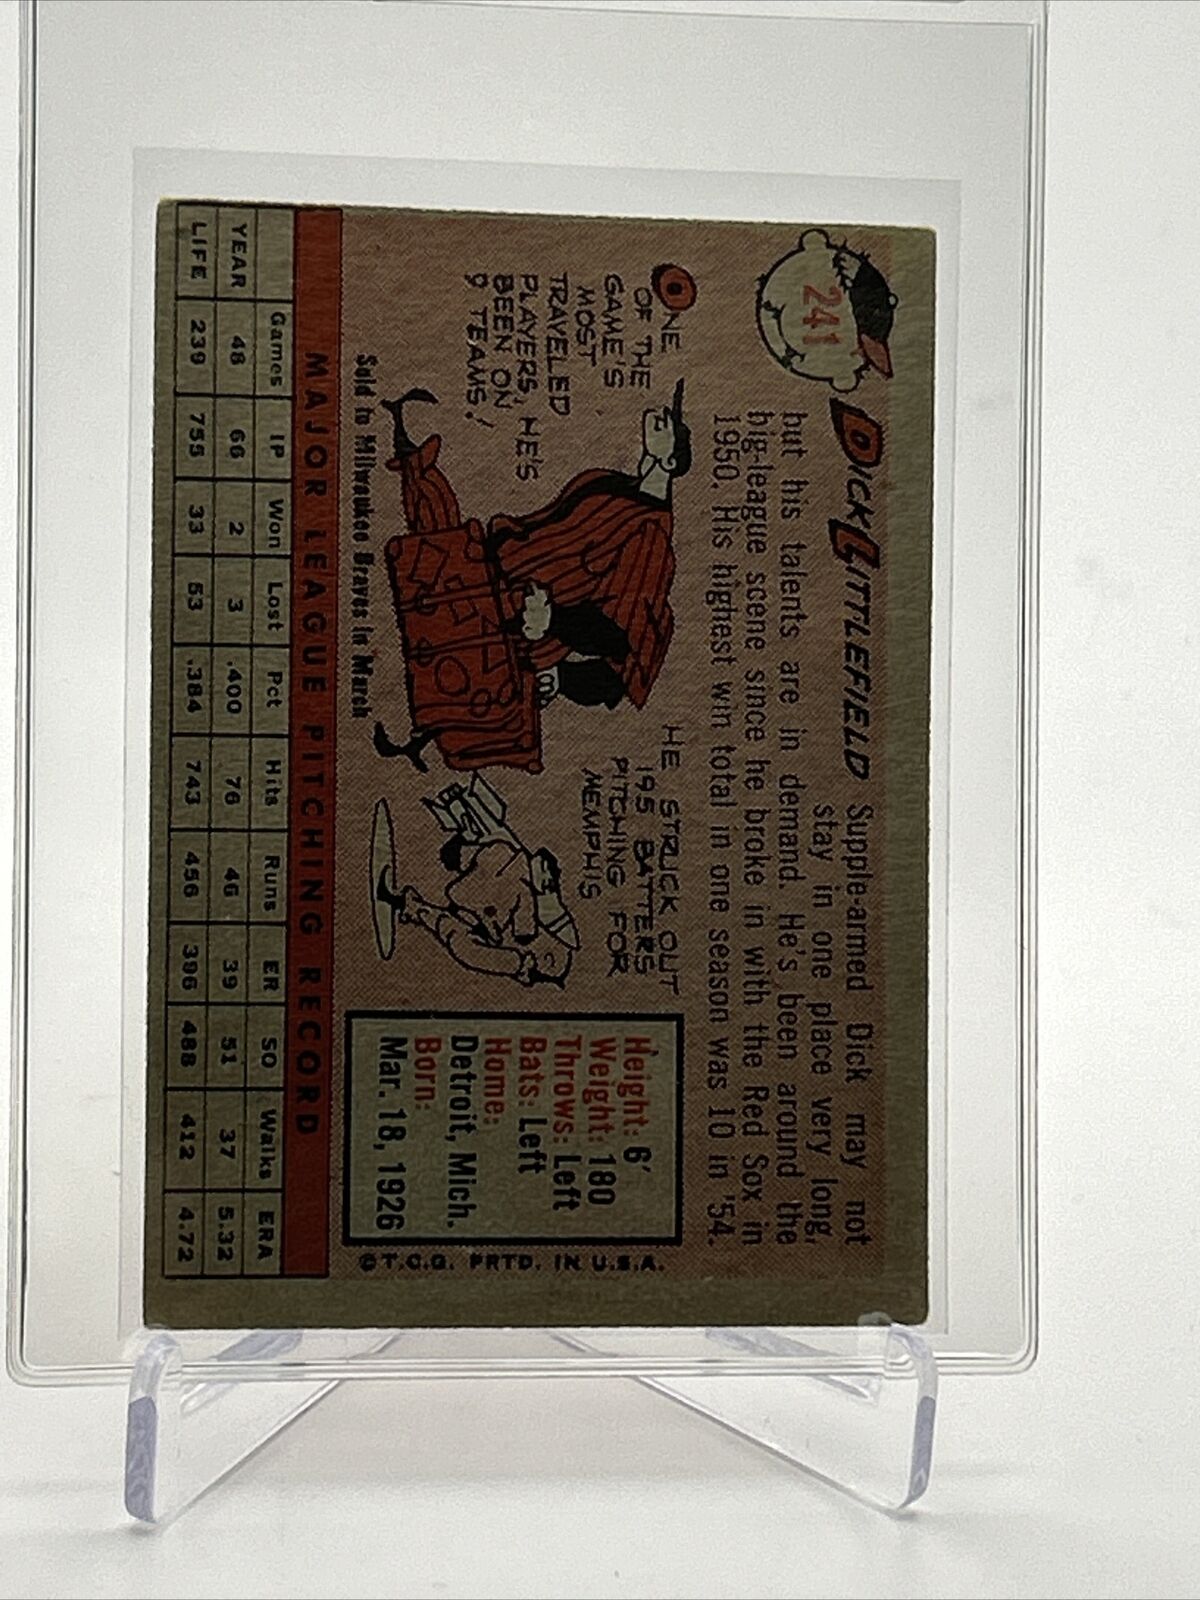 241
DICK LITTLEFIELD Supple-armed Dick may not
stay in one place very long,
but his talents are in demand. He's been around the
big-league scene since he broke in with the Red Sox in
1950. His highest win total in one season was 10 in '54.
ONE
OF THE
GAME'S
MOST
TRAVELED
PLAYERS, HE'S
BEEN ON
9 TEAMS!
HE STRUCK OUT
195 BATTERS
PITCHING FOR
MEMPHIS
Sold to Milwaukee Braves in March
Height: 6'
Weight: 180
Throws: Left
Bats: Left
Home:
Detroit, Mich.
Born:
Mar. 18, 1926
© T.C.G. PRTD. IN U.S.A.
MAJOR LEAGUE PITCHING RECORD
Games IP Won Lost Pct Hits Runs ER SO Walks ERA
YEAR 48 66 2 3 .400 76 46 39 51 37 5.32
LIFE 239 755 33 53 .384 743 456 396 488 412 4.72